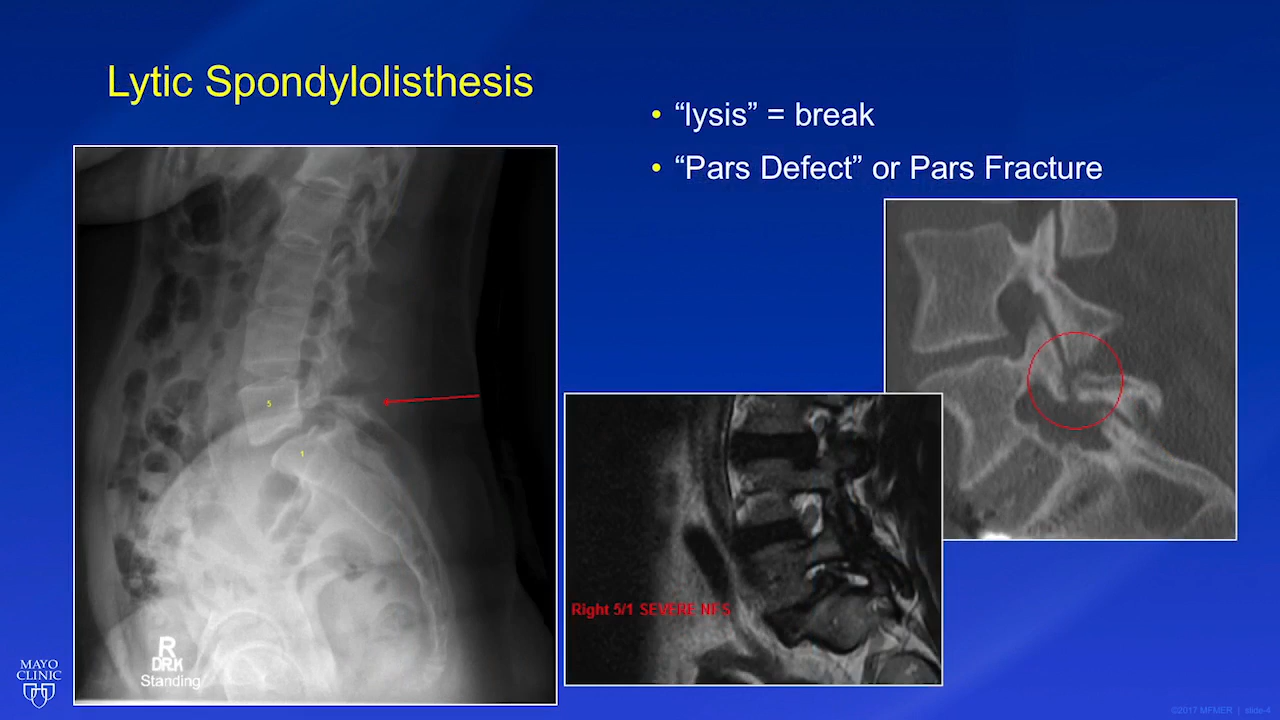 Lytic Spondylolisthesis
• “lysis” = break
• “Pars Defect” or Pars Fracture
5
1
Right 5/1 SEVERE NFS
R
DRK
Standing
MAYO
CLINIC
©2017 MFMER | slide-4